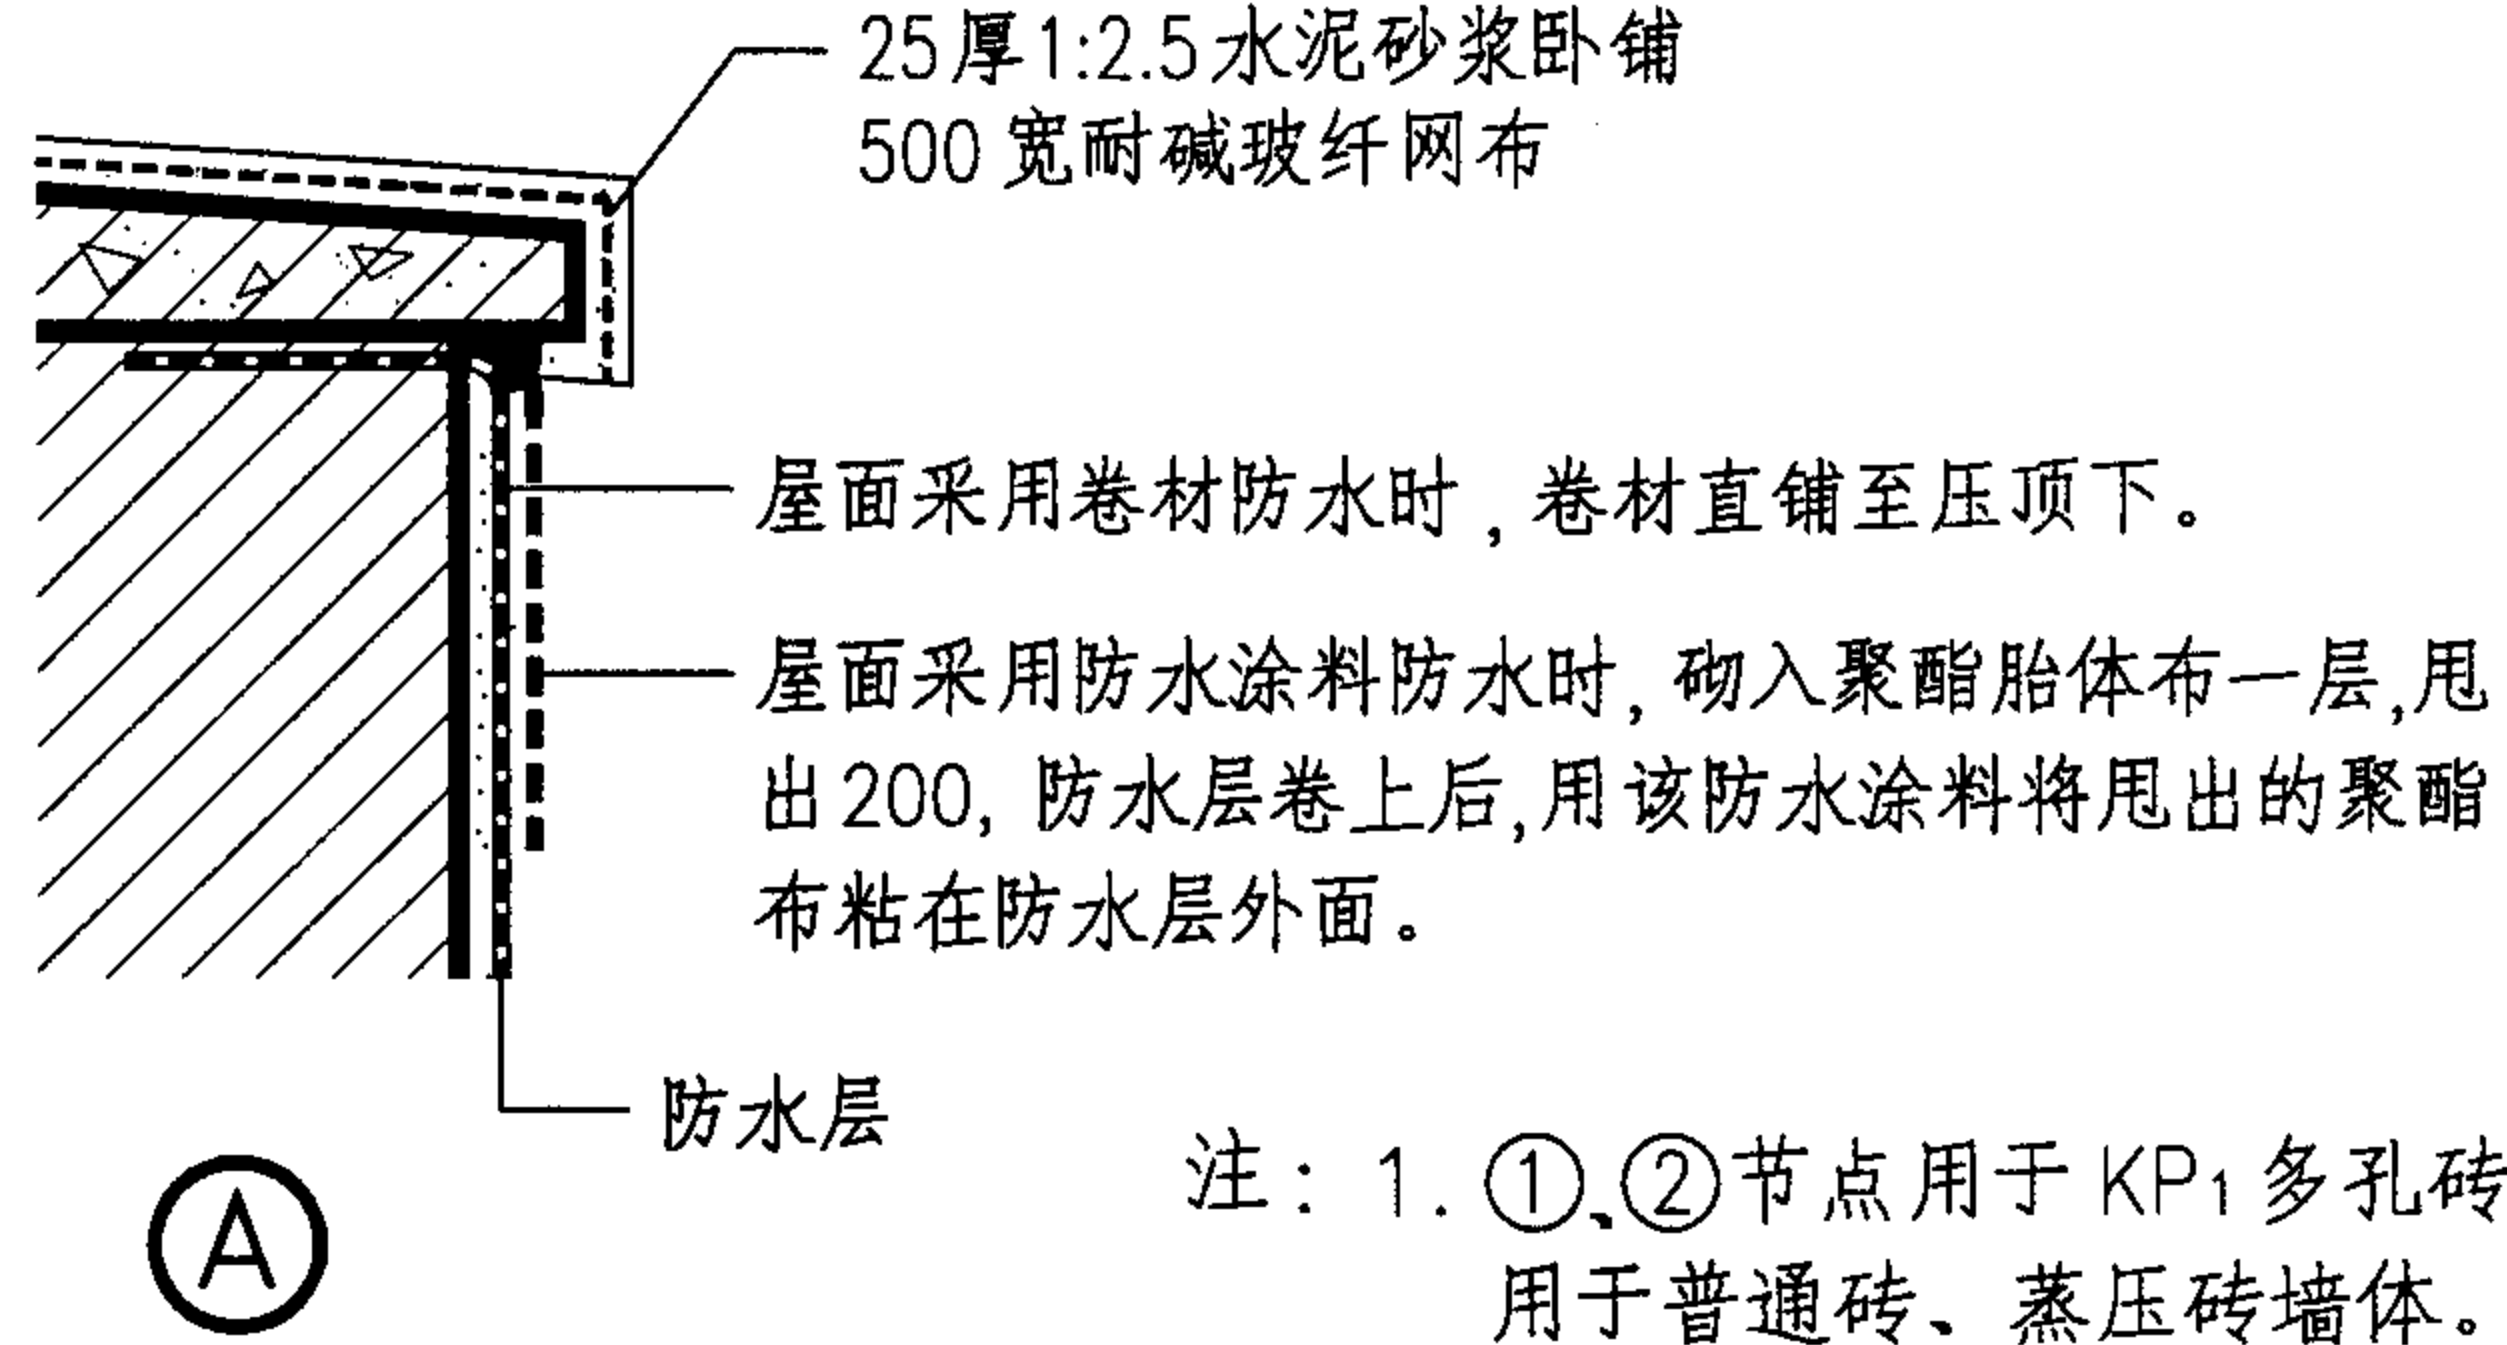 25厚1:2.5水泥砂浆卧铺
500宽耐碱玻纤网布
屋面采用卷材防水时,卷材直铺至压顶下。
屋面采用防水涂料防水时,砌入聚酯胎体布一层,甩
出200,防水层卷上后,用该防水涂料将甩出的聚酯
布粘在防水层外面。
防水层
A
注:1.①、②节点用于KP1多孔砖
用于普通砖、蒸压砖墙体。